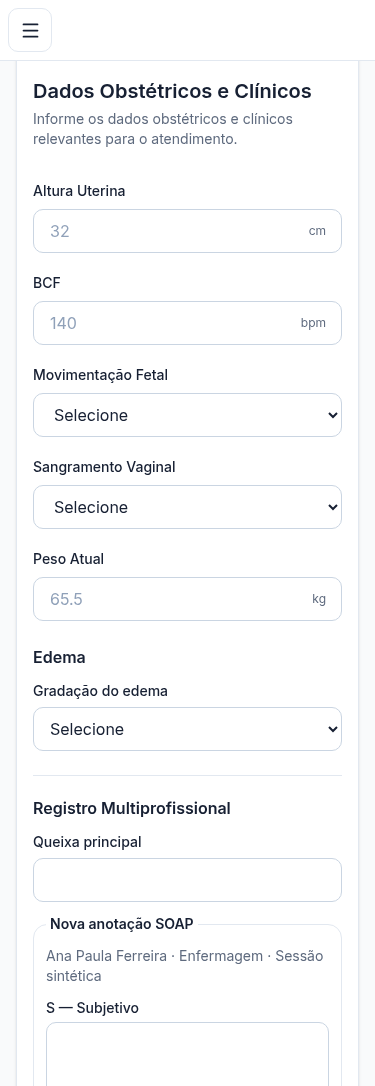 Dados Obstétricos e Clínicos
Informe os dados obstétricos e clínicos
relevantes para o atendimento.
Altura Uterina
32 cm
BCF
140 bpm
Movimentação Fetal
Selecione
Sangramento Vaginal
Selecione
Peso Atual
65.5 kg
Edema
Gradação do edema
Selecione
Registro Multiprofissional
Queixa principal
Nova anotação SOAP
Ana Paula Ferreira · Enfermagem · Sessão
sintética
S — Subjetivo